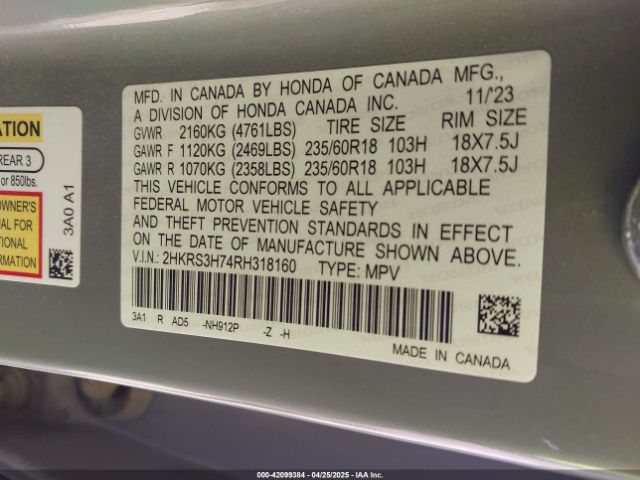 ATION
REAR 3
or 850lbs.
OWNER'S
UAL FOR
TIONAL
ORMATION
3A0 A1
MFD. IN CANADA BY HONDA OF CANADA MFG.,
A DIVISION OF HONDA CANADA INC. 11/23
GVWR 2160KG (4761LBS) TIRE SIZE RIM SIZE
GAWR F 1120KG (2469LBS) 235/60R18 103H 18X7.5J
GAWR R 1070KG (2358LBS) 235/60R18 103H 18X7.5J
THIS VEHICLE CONFORMS TO ALL APPLICABLE
FEDERAL MOTOR VEHICLE SAFETY
AND THEFT PREVENTION STANDARDS IN EFFECT
ON THE DATE OF MANUFACTURE SHOWN ABOVE.
V.I.N.: 2HKRS3H74RH318160 TYPE: MPV
3A1 R AD5 -NH912P -Z -H
MADE IN CANADA
000-42099384 - 04/25/2025 - IAA Inc.